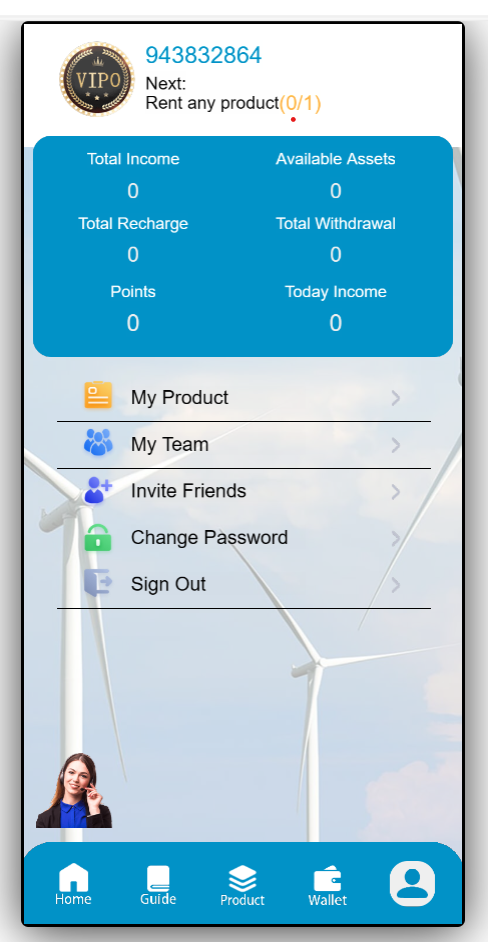 VIP0
943832864
Next:
Rent any product(0/1)
Total Income
Available Assets
0
0
Total Recharge
Total Withdrawal
0
0
Points
Today Income
0
0
My Product
My Team
Invite Friends
Change Password
Sign Out
Home
Guide
Product
Wallet